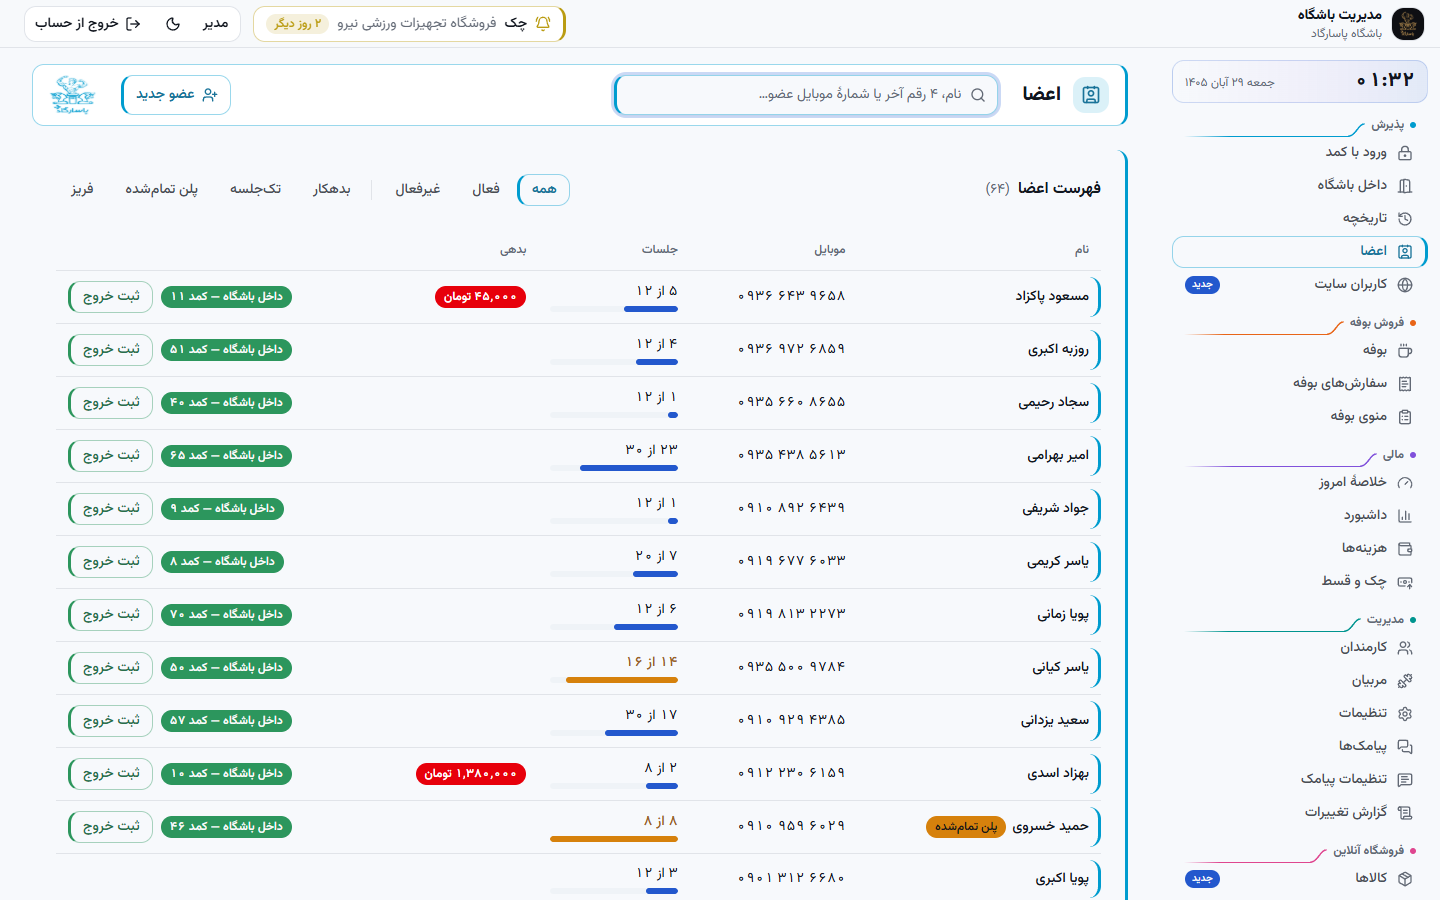 مدیریت باشگاه
باشگاه پاسارگاد
چک فروشگاه تجهیزات ورزشی نیرو ۲ روز دیگر
مدیر
خروج از حساب
۰۱:۳۲
جمعه ۲۹ آبان ۱۴۰۵
پذیرش
ورود با کمد
داخل باشگاه
تاریخچه
اعضا
کاربران سایت جدید
فروش بوفه
بوفه
سفارش‌های بوفه
منوی بوفه
مالی
خلاصهٔ امروز
داشبورد
هزینه‌ها
چک و قسط
مدیریت
کارمندان
مربیان
تنظیمات
پیامک‌ها
تنظیمات پیامک
گزارش تغییرات
فروشگاه آنلاین
کالاها جدید
اعضا
نام، ۴ رقم آخر یا شمارهٔ موبایل عضو...
عضو جدید
پاسارگاد
فهرست اعضا (۶۴)
همه فعال غیرفعال بدهکار تک‌جلسه پلن تمام‌شده فریز
نام موبایل جلسات بدهی
مسعود پاکزاد ۰۹۳۶ ۶۴۳ ۹۶۵۸ ۵ از ۱۲ ۴۵,۰۰۰ تومان داخل باشگاه — کمد ۱۱ ثبت خروج
روزبه اکبری ۰۹۳۶ ۹۷۲ ۶۸۵۹ ۴ از ۱۲ داخل باشگاه — کمد ۵۱ ثبت خروج
سجاد رحیمی ۰۹۳۵ ۶۶۰ ۸۶۵۵ ۱ از ۱۲ داخل باشگاه — کمد ۴۰ ثبت خروج
امیر بهرامی ۰۹۳۵ ۴۳۸ ۵۶۱۳ ۲۳ از ۳۰ داخل باشگاه — کمد ۶۵ ثبت خروج
جواد شریفی ۰۹۱۰ ۸۹۲ ۶۴۳۹ ۱ از ۱۲ داخل باشگاه — کمد ۹ ثبت خروج
یاسر کریمی ۰۹۱۹ ۶۷۷ ۶۰۳۳ ۷ از ۲۰ داخل باشگاه — کمد ۸ ثبت خروج
پویا زمانی ۰۹۱۹ ۸۱۳ ۲۲۷۳ ۶ از ۱۲ داخل باشگاه — کمد ۷۰ ثبت خروج
یاسر کیانی ۰۹۳۵ ۵۰۰ ۹۷۸۴ ۱۴ از ۱۶ داخل باشگاه — کمد ۵۰ ثبت خروج
سعید یزدانی ۰۹۱۰ ۹۲۹ ۴۳۸۵ ۱۷ از ۳۰ داخل باشگاه — کمد ۵۷ ثبت خروج
بهزاد اسدی ۰۹۱۲ ۲۳۰ ۶۱۵۹ ۲ از ۸ ۱,۳۸۰,۰۰۰ تومان داخل باشگاه — کمد ۱۰ ثبت خروج
حمید خسروی پلن تمام‌شده ۰۹۱۰ ۹۵۹ ۶۰۲۹ ۸ از ۸ داخل باشگاه — کمد ۴۶ ثبت خروج
پویا اکبری ۰۹۰۱ ۳۱۲ ۶۶۸۰ ۳ از ۱۲